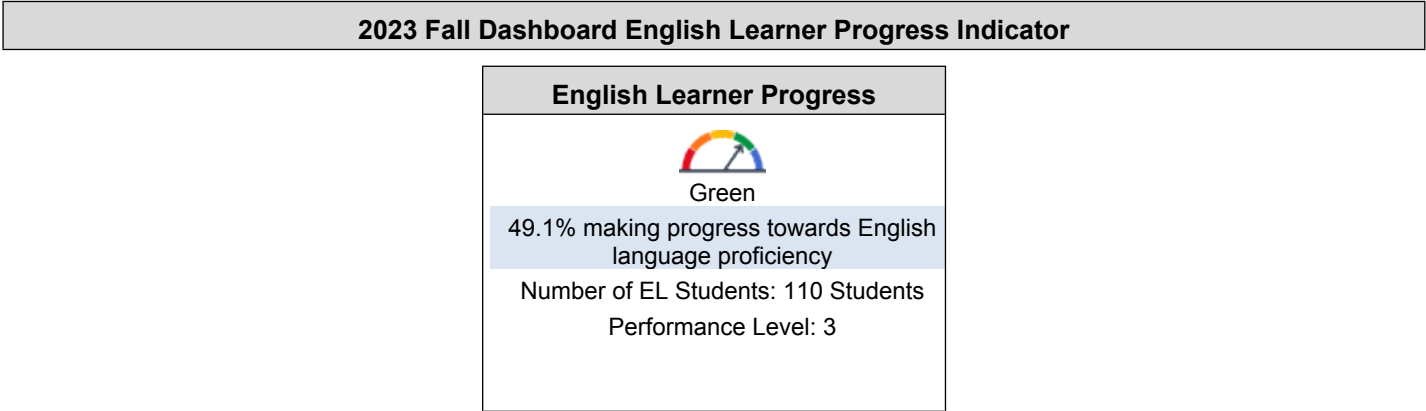 2023 Fall Dashboard English Learner Progress Indicator
English Learner Progress
Green
49.1% making progress towards English
language proficiency
Number of EL Students: 110 Students
Performance Level: 3